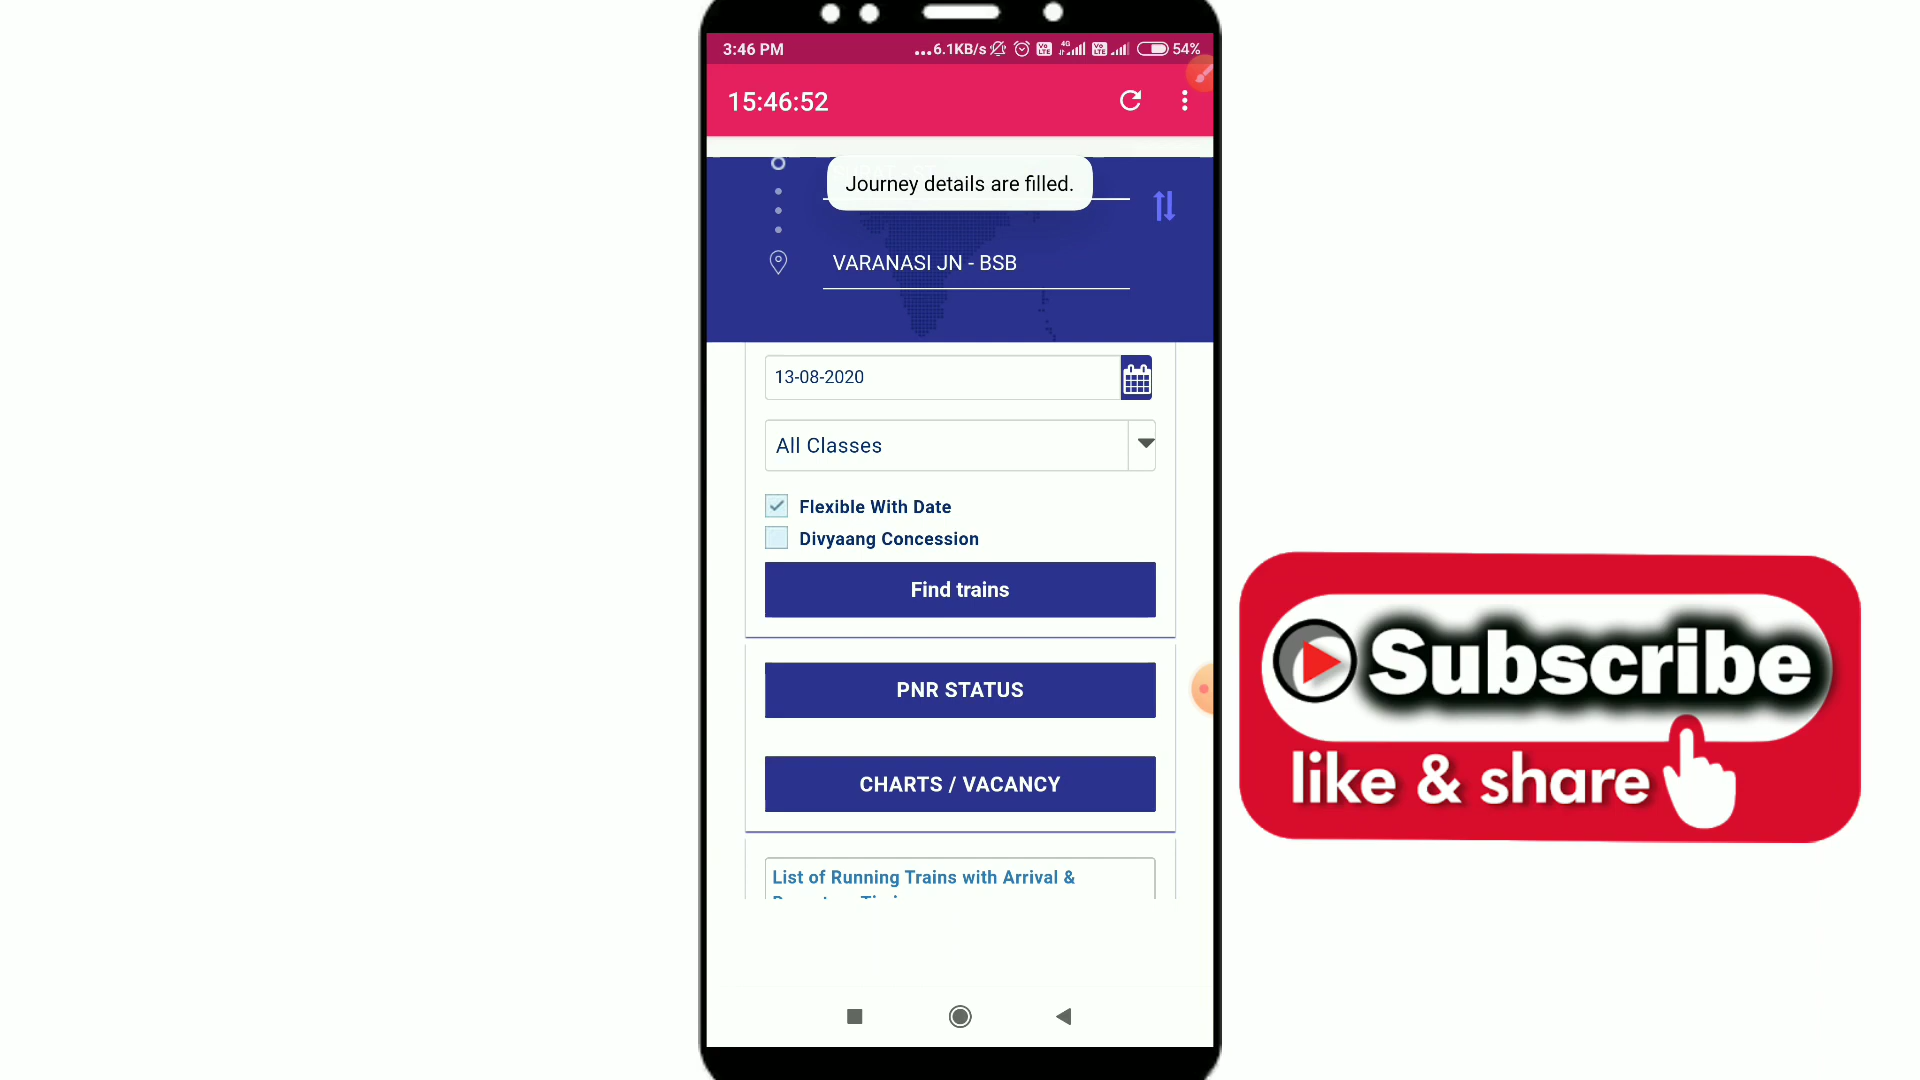 3:46 PM
...6.1KB/s
4G
54%
15:46:52
Journey details are filled.
VARANASI JN - BSB
13-08-2020
All Classes
Flexible With Date
Divyaang Concession
Find trains
PNR STATUS
CHARTS / VACANCY
List of Running Trains with Arrival &
Subscribe
like & share